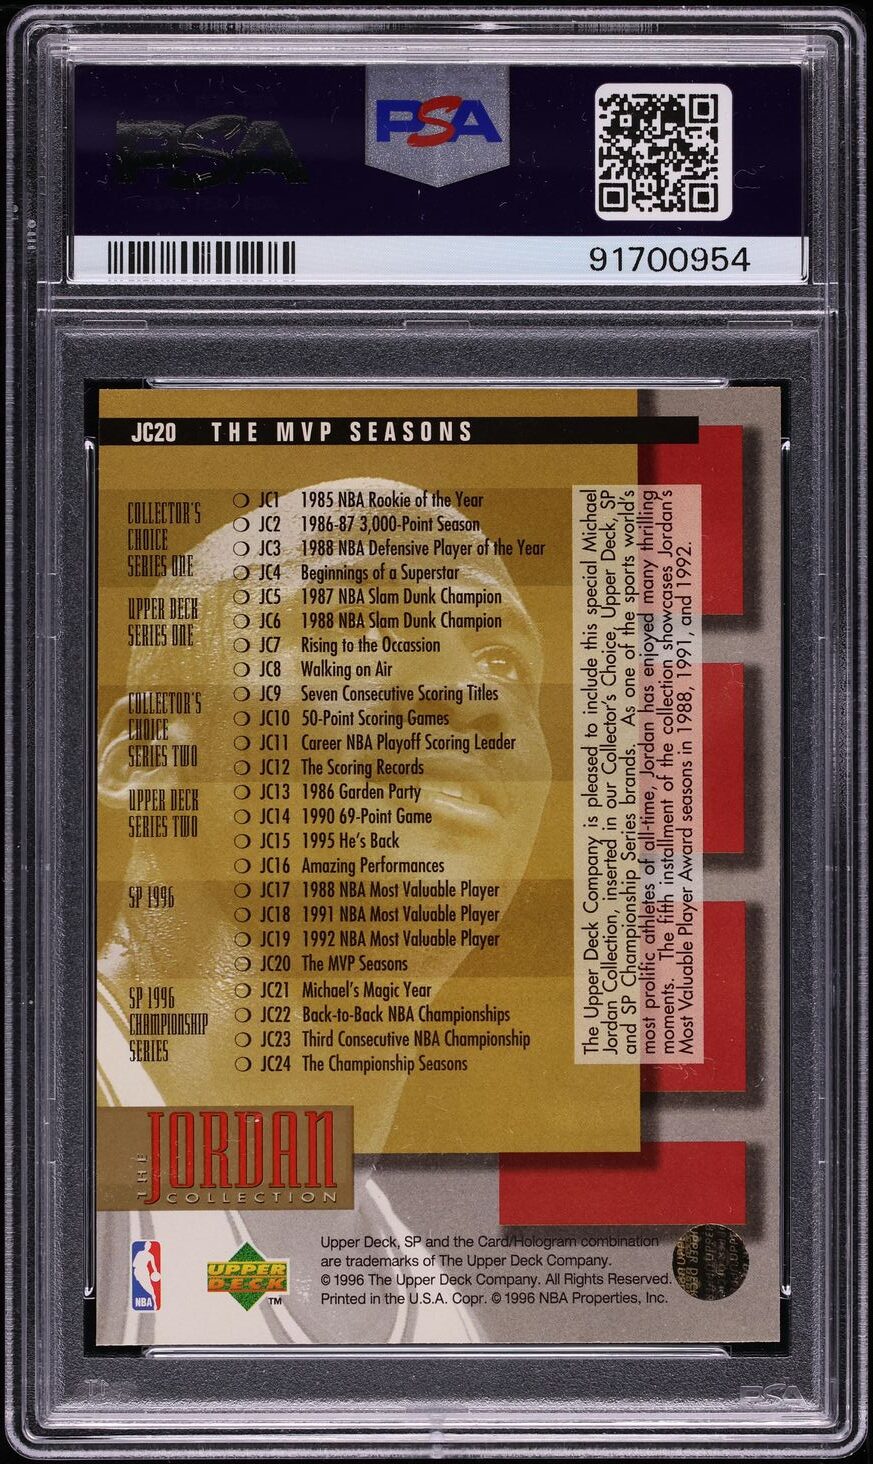 PSA
PSA
91700954
JC20 THE MVP SEASONS
COLLECTOR'S
CHOICE
SERIES ONE
JC1 1985 NBA Rookie of the Year
JC2 1986-87 3,000-Point Season
JC3 1988 NBA Defensive Player of the Year
JC4 Beginnings of a Superstar
UPPER DECK
SERIES ONE
JC5 1987 NBA Slam Dunk Champion
JC6 1988 NBA Slam Dunk Champion
JC7 Rising to the Occassion
JC8 Walking on Air
COLLECTOR'S
CHOICE
SERIES TWO
JC9 Seven Consecutive Scoring Titles
JC10 50-Point Scoring Games
JC11 Career NBA Playoff Scoring Leader
JC12 The Scoring Records
UPPER DECK
SERIES TWO
JC13 1986 Garden Party
JC14 1990 69-Point Game
JC15 1995 He's Back
JC16 Amazing Performances
SP 1996
JC17 1988 NBA Most Valuable Player
JC18 1991 NBA Most Valuable Player
JC19 1992 NBA Most Valuable Player
JC20 The MVP Seasons
SP 1996
CHAMPIONSHIP
SERIES
JC21 Michael's Magic Year
JC22 Back-to-Back NBA Championships
JC23 Third Consecutive NBA Championship
JC24 The Championship Seasons
The Upper Deck Company is pleased to include this special Michael
Jordan Collection, inserted in our Collector's Choice, Upper Deck, SP
and SP Championship Series brands. As one of the sports world's
most prolific athletes of all-time, Jordan has enjoyed many thrilling
moments. The fifth installment of the collection showcases Jordan's
Most Valuable Player Award seasons in 1988, 1991, and 1992.
THE
JORDAN
COLLECTION
NBA
UPPER
DECK
TM
Upper Deck, SP and the Card/Hologram combination
are trademarks of The Upper Deck Company.
© 1996 The Upper Deck Company. All Rights Reserved.
Printed in the U.S.A. Copr. © 1996 NBA Properties, Inc.
PSA